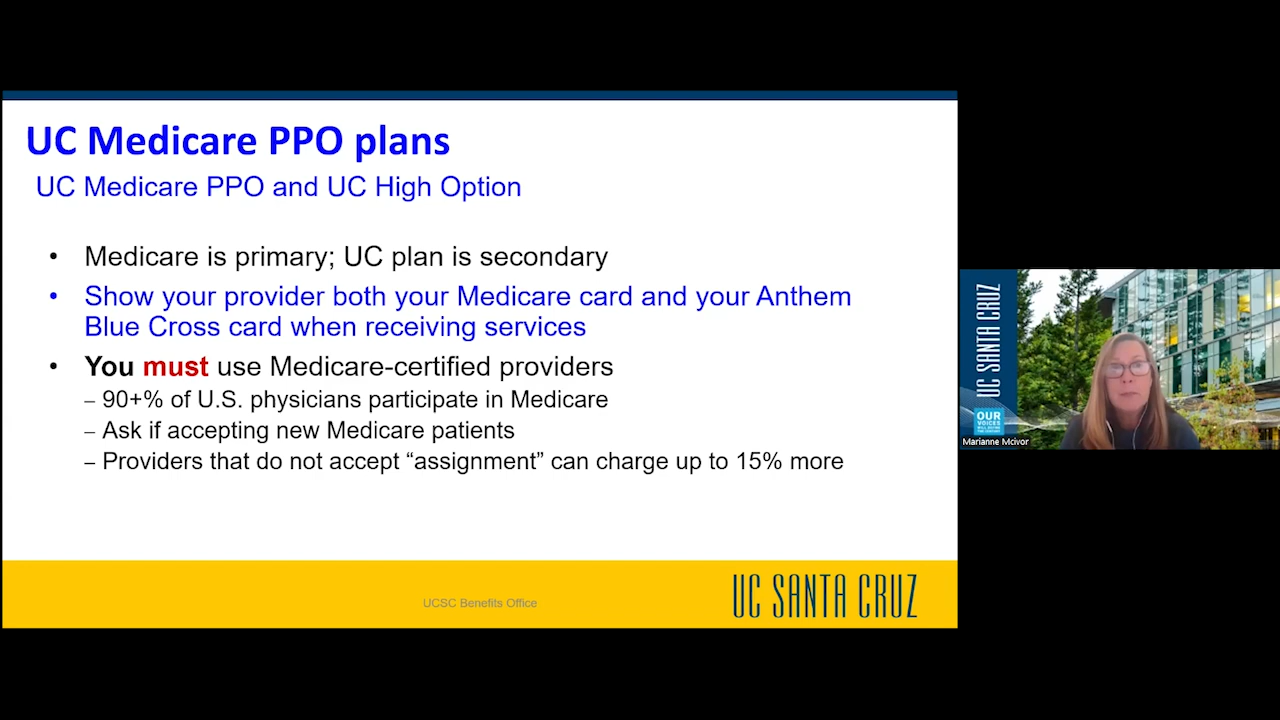 UC Medicare PPO plans
UC Medicare PPO and UC High Option
• Medicare is primary; UC plan is secondary
• Show your provider both your Medicare card and your Anthem
Blue Cross card when receiving services
• You must use Medicare-certified providers
– 90+% of U.S. physicians participate in Medicare
– Ask if accepting new Medicare patients
– Providers that do not accept “assignment” can charge up to 15% more
UCSC Benefits Office
UC SANTA CRUZ
UC SANTA CRUZ
OUR
VOICES
Marianne Mcivor